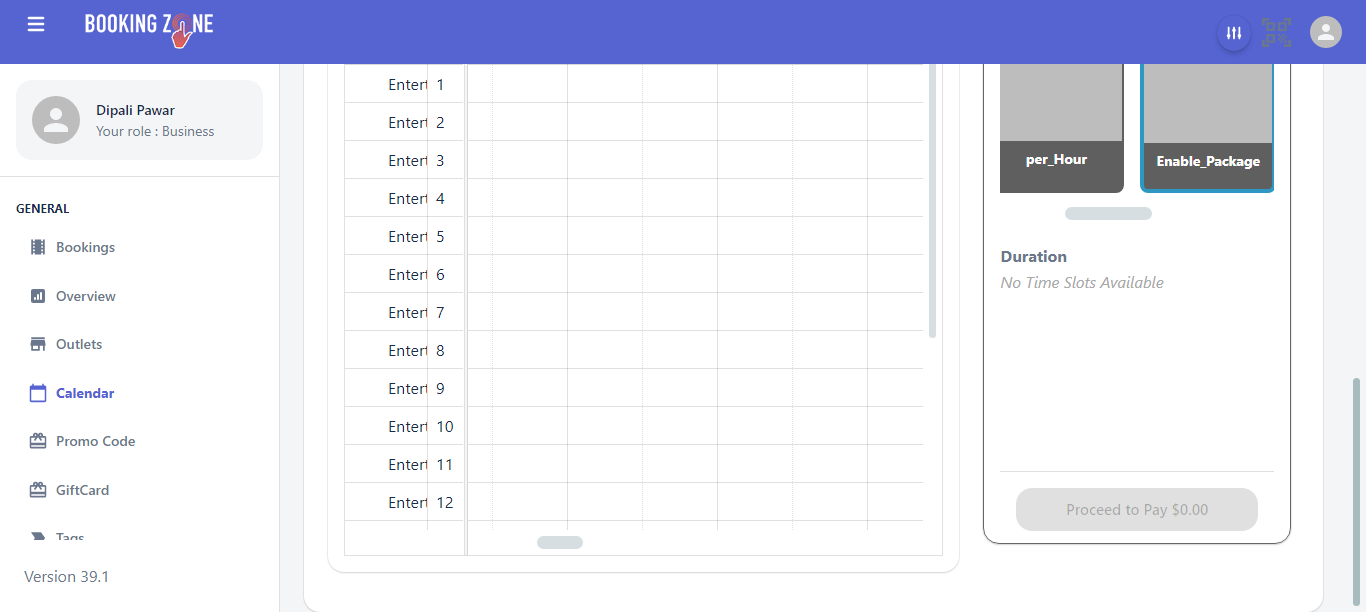 BOOKING ZONE
Dipali Pawar
Your role : Business
GENERAL
Bookings
Overview
Outlets
Calendar
Promo Code
GiftCard
Tags
Version 39.1
Entert 1
Entert 2
Entert 3
Entert 4
Entert 5
Entert 6
Entert 7
Entert 8
Entert 9
Entert 10
Entert 11
Entert 12
per_Hour
Enable_Package
Duration
No Time Slots Available
Proceed to Pay $0.00